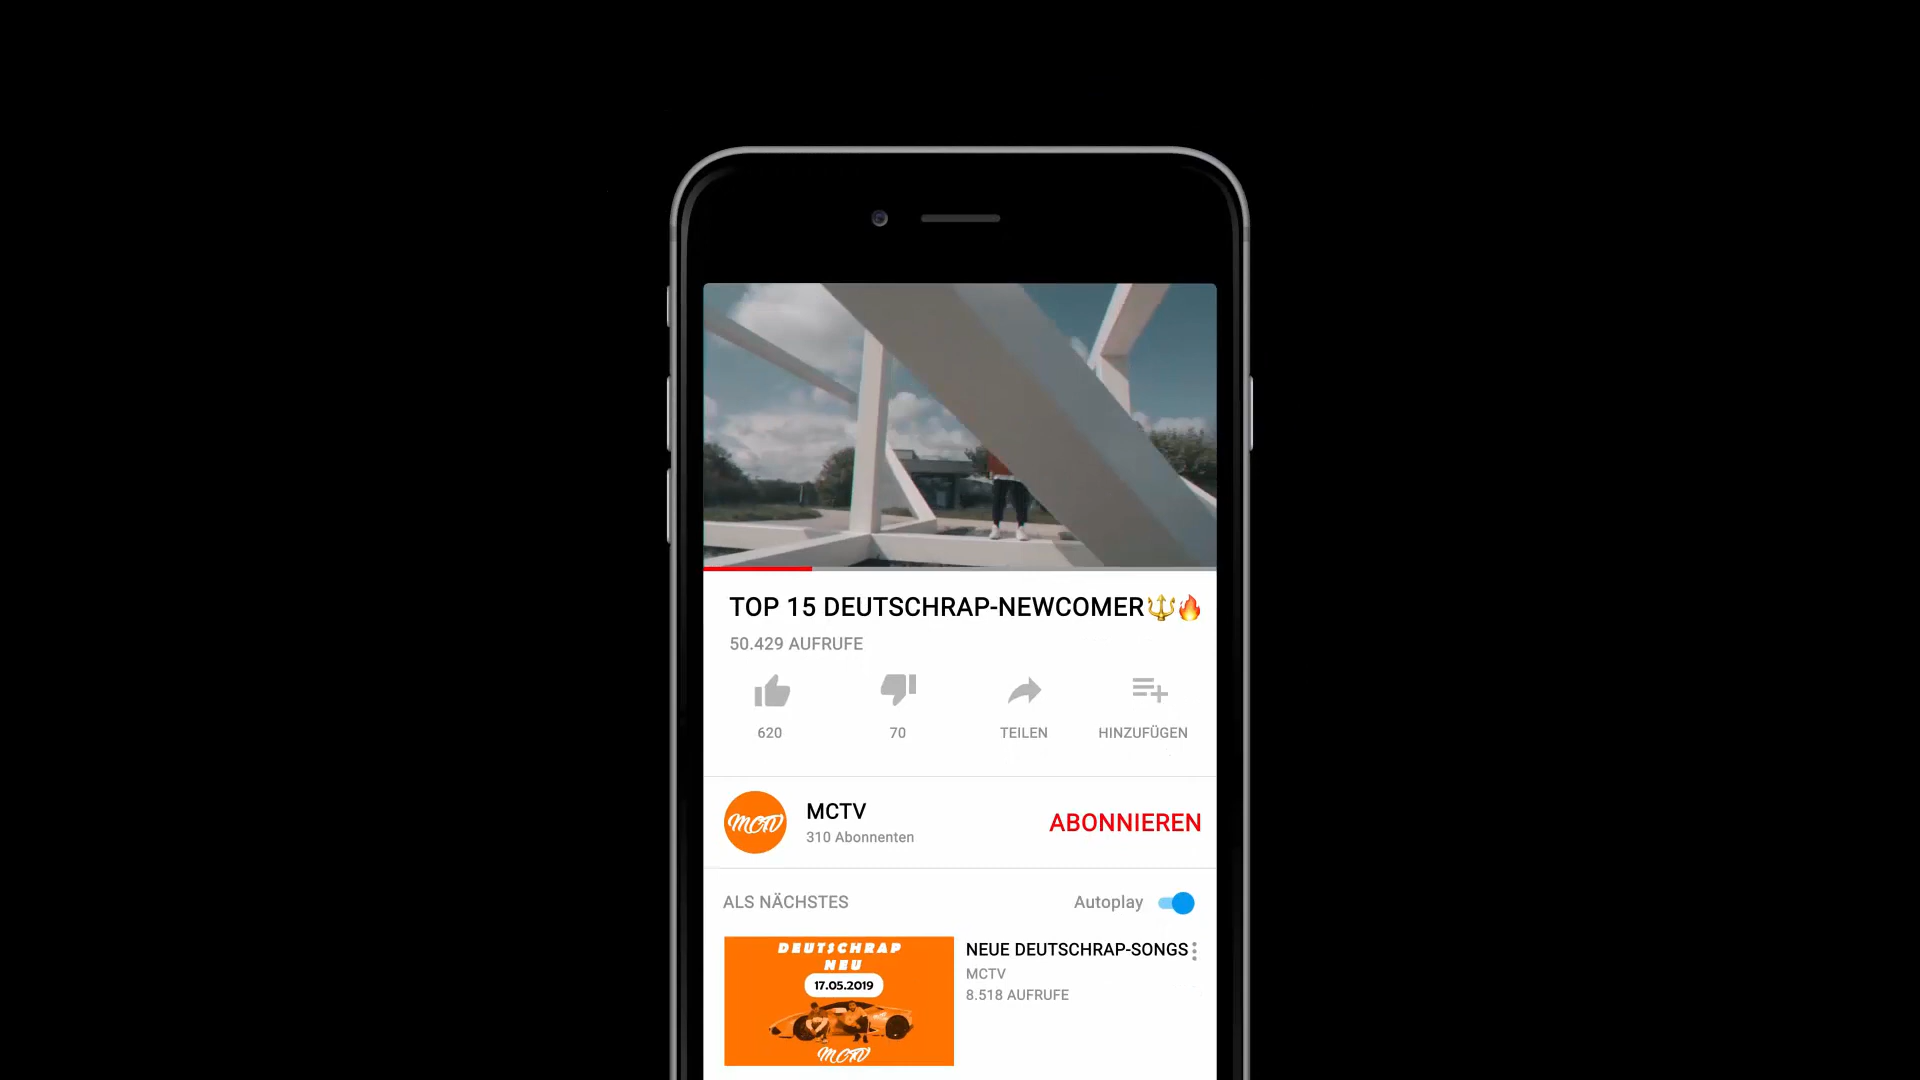 TOP 15 DEUTSCHRAP-NEWCOMER🔱🔥
50.429 AUFRUFE
620
70
TEILEN
HINZUFÜGEN
MCTV
MCTV
310 Abonnenten
ABONNIEREN
ALS NÄCHSTES
Autoplay
DEUTSCHRAP
NEU
17.05.2019
MCTV
NEUE DEUTSCHRAP-SONGS
MCTV
8.518 AUFRUFE